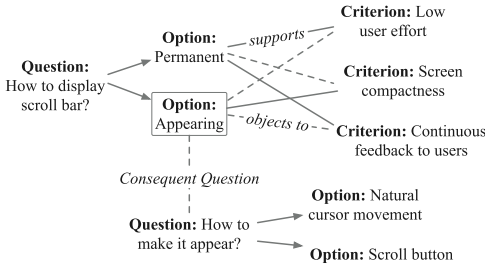 Question:
How to display
scroll bar?
Option:
Permanent
supports
Option:
Appearing
objects to
Criterion: Low
user effort
Criterion: Screen
compactness
Criterion: Continuous
feedback to users
Consequent Question
Question: How to
make it appear?
Option: Natural
cursor movement
Option: Scroll button